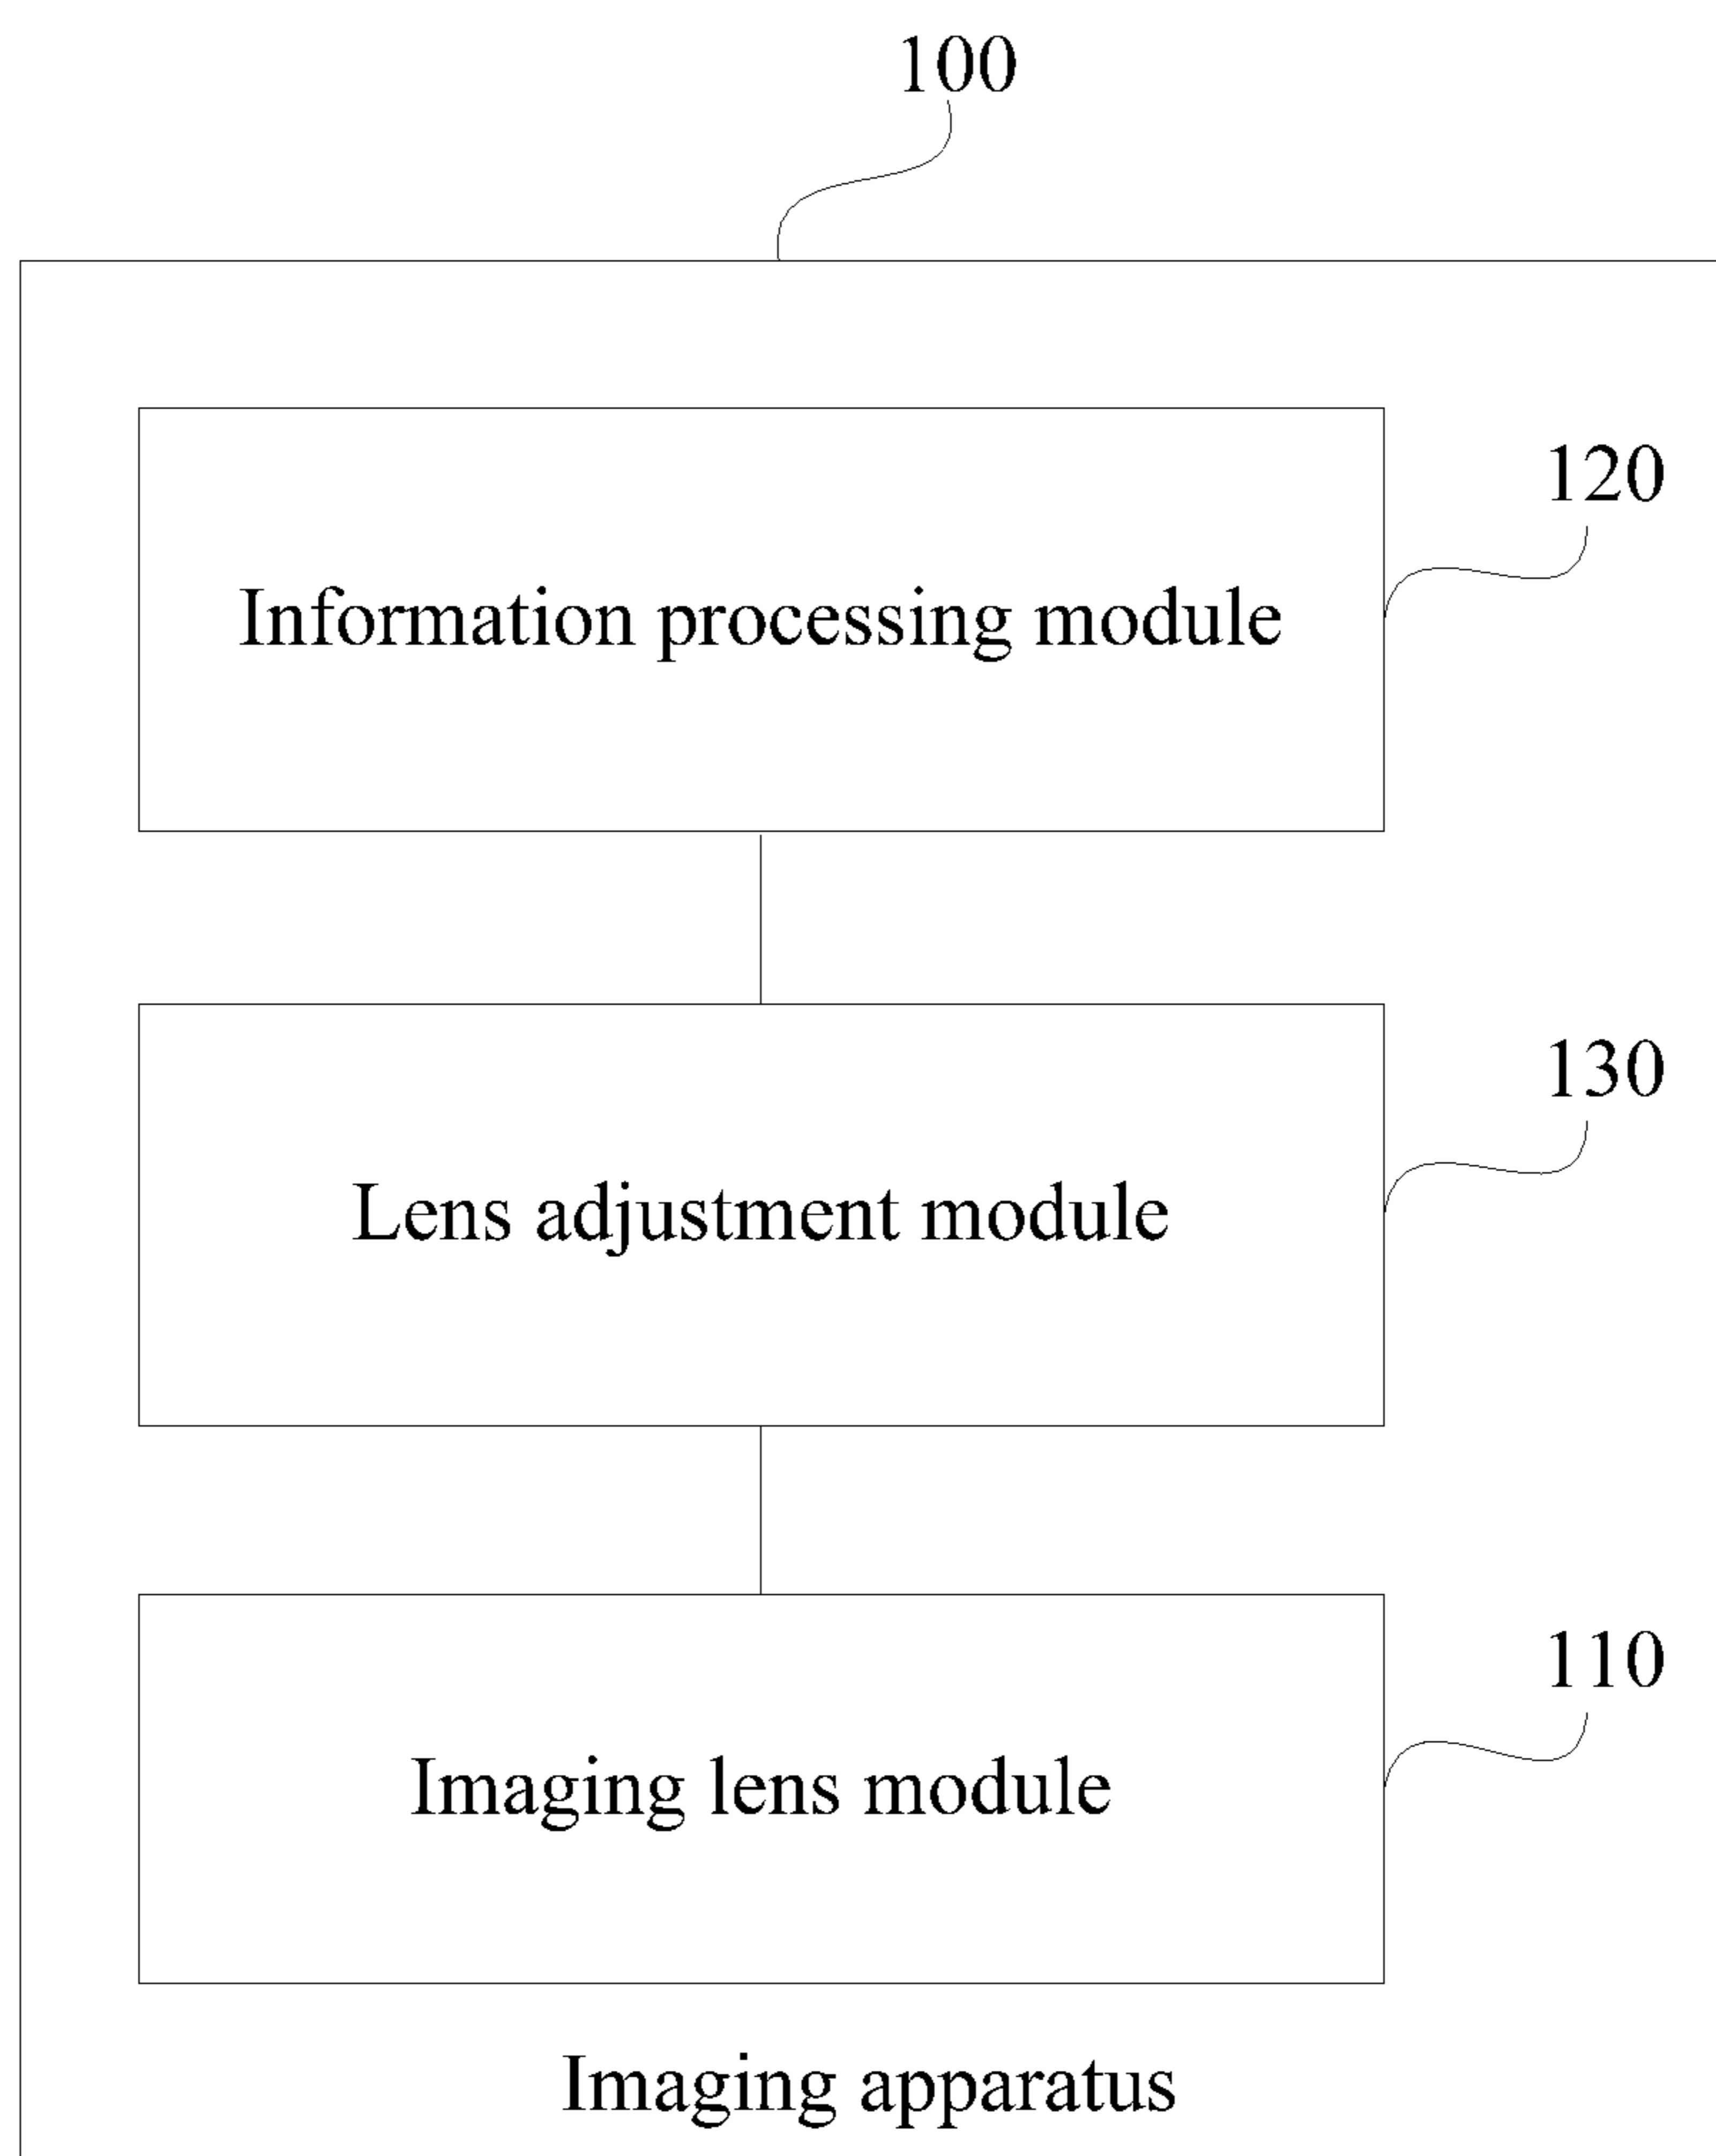 100
120
Information processing module
130
Lens adjustment module
110
Imaging lens module
Imaging apparatus